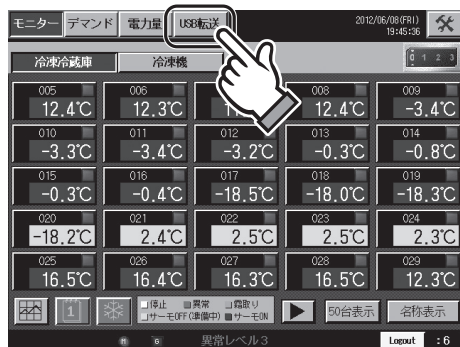 モニター デマンド 電力量 USB転送 2012/06/08(FRI)
19:45:36
冷凍冷蔵庫 冷凍機 0 1 2 3
005 006 008 009
12.4℃ 12.3℃ 12.4℃ -3.4℃
010 011 012 013 014
-3.3℃ -3.4℃ -3.2℃ -0.3℃ -0.8℃
015 016 017 018 019
-0.3℃ -0.4℃ -18.5℃ -18.0℃ -18.3℃
020 021 022 023 024
-18.2℃ 2.4℃ 2.5℃ 2.5℃ 2.3℃
025 026 027 028 029
16.5℃ 16.4℃ 16.3℃ 16.5℃ 12.3℃
1 停止 異常 霜取り 50台表示 名称表示
サーモOFF(準備中) サーモON
異常レベル3 Logout :6